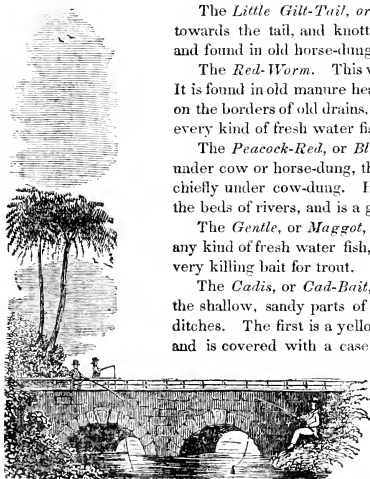 The Little Gilt-Tail, or
towards the tail, and knott
and found in old horse-dung
The Red-Worm. This
It is found in old manure hea
on the borders of old drains,
every kind of fresh water fis
The Peacock-Red, or Bl
under cow or horse-dung, th
chiefly under cow-dung.
the beds of rivers, and is a g
The Gentle, or Maggot,
any kind of fresh water fish,
very killing bait for trout.
The Cadis, or Cad-Bait,
the shallow, sandy parts of
ditches. The first is a yello
and is covered with a case